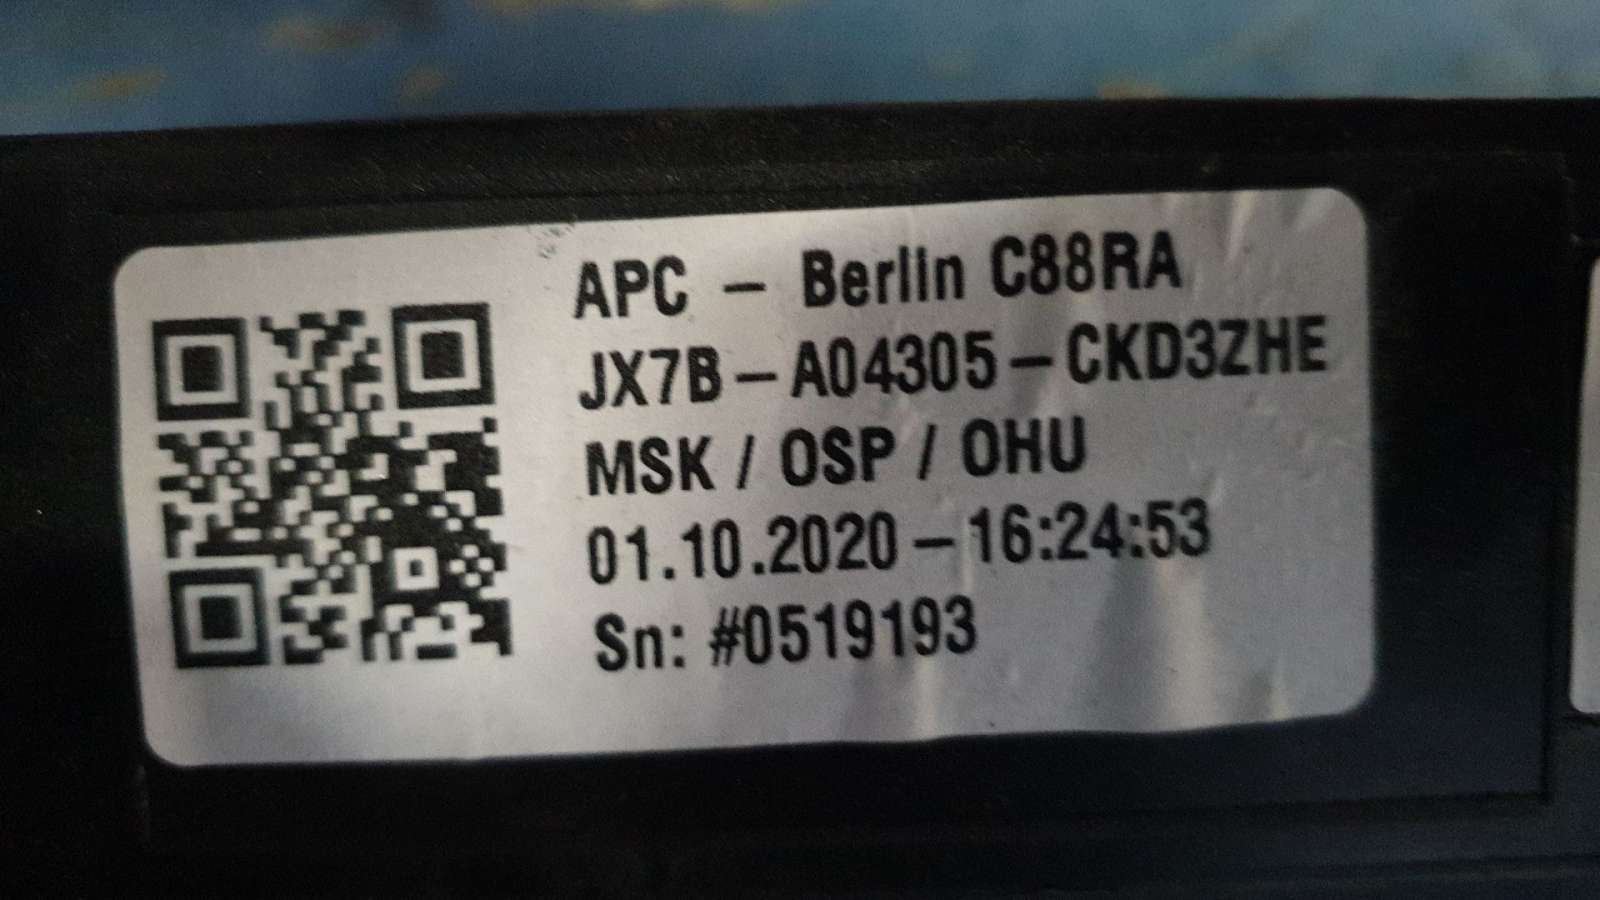 APC - Berlin C88RA
JX7B-A04305-CKD3ZHE
MSK / OSP / OHU
01.10.2020-16:24:53
Sn: #0519193